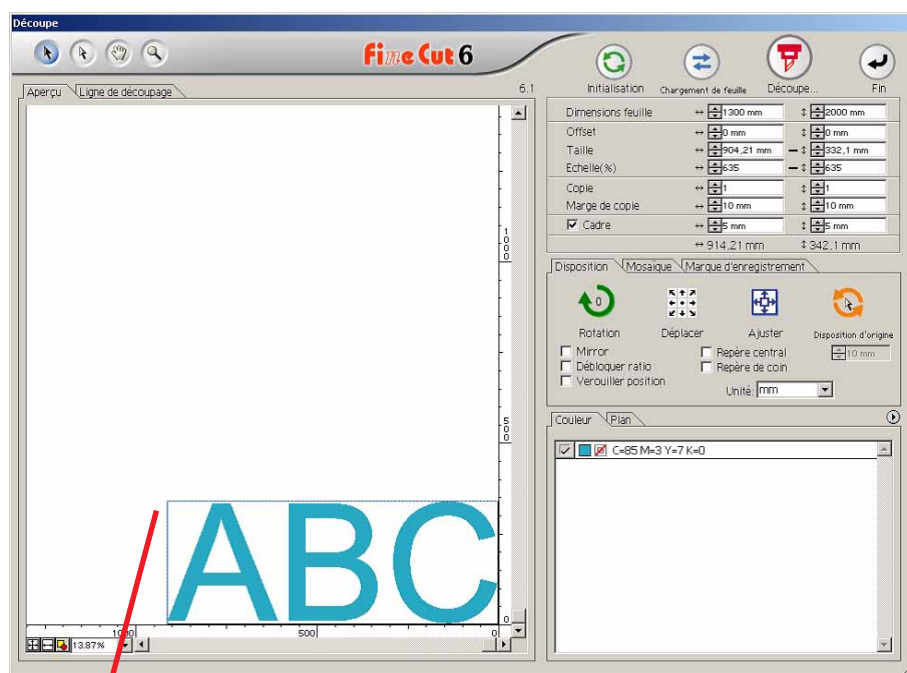 Découpe
Fine Cut 6
Initialisation
Chargement de feuille
Découpe...
Fin
Aperçu
Ligne de découpage
6.1
Dimensions feuille ↔ 1300 mm ↕ 2000 mm
Offset ↔ 0 mm ↕ 0 mm
Taille ↔ 904,21 mm ↕ 332,1 mm
Echelle(%) ↔ 635 ↕ 635
Copie ↔ 1 ↕ 1
Marge de copie ↔ 10 mm ↕ 10 mm
Cadre ↔ 5 mm ↕ 5 mm
↔ 914,21 mm ↕ 342,1 mm
Disposition
Mosaïque
Marque d'enregistrement
0
Rotation
Déplacer
Ajuster
Disposition d'origine
Mirror
Repère central
10 mm
Débloquer ratio
Repère de coin
Verouiller position
Unité: mm
Couleur
Plan
C=85 M=3 Y=7 K=0
1000
500
0
ABC
1000
500
0
13.87%